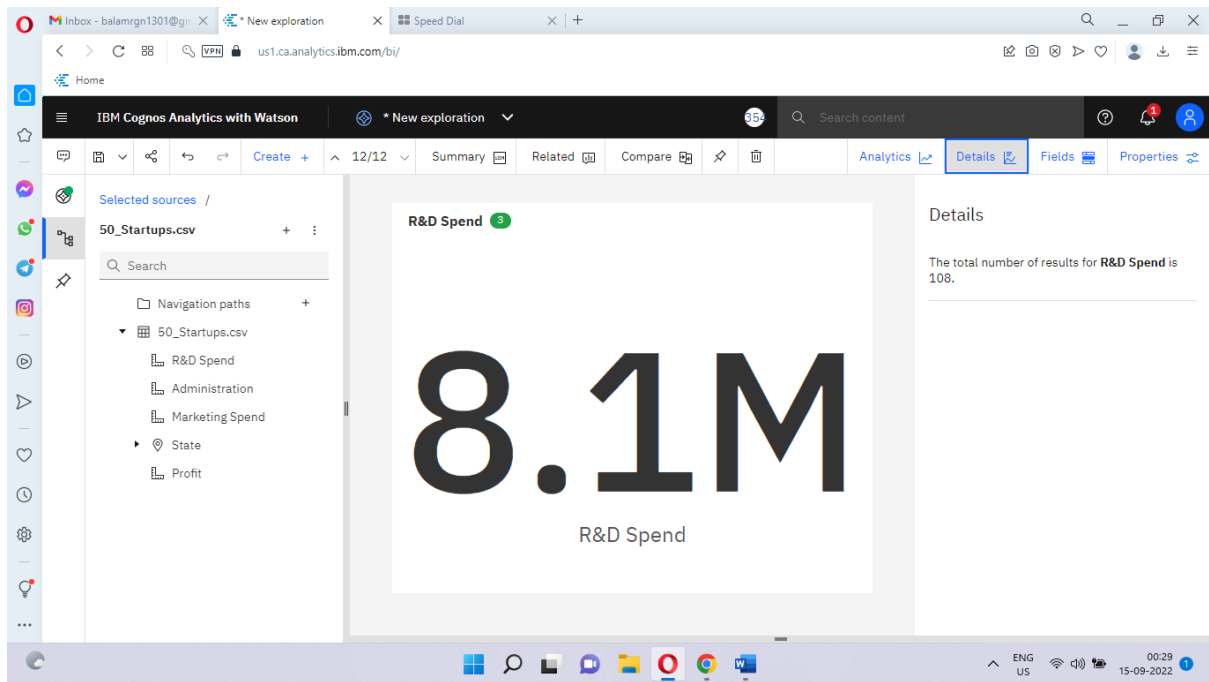 Inbox - balamrgn1301@gm
* New exploration
Speed Dial
VPN
us1.ca.analytics.ibm.com/bi/
Home
IBM Cognos Analytics with Watson
* New exploration
354
Search content
1
Create +
12/12
Summary
Related
Compare
Analytics
Details
Fields
Properties
Selected sources /
50_Startups.csv
Search
Navigation paths
50_Startups.csv
R&D Spend
Administration
Marketing Spend
State
Profit
R&D Spend 3
8.1M
R&D Spend
Details
The total number of results for R&D Spend is
108.
ENG
US
00:29
15-09-2022
1